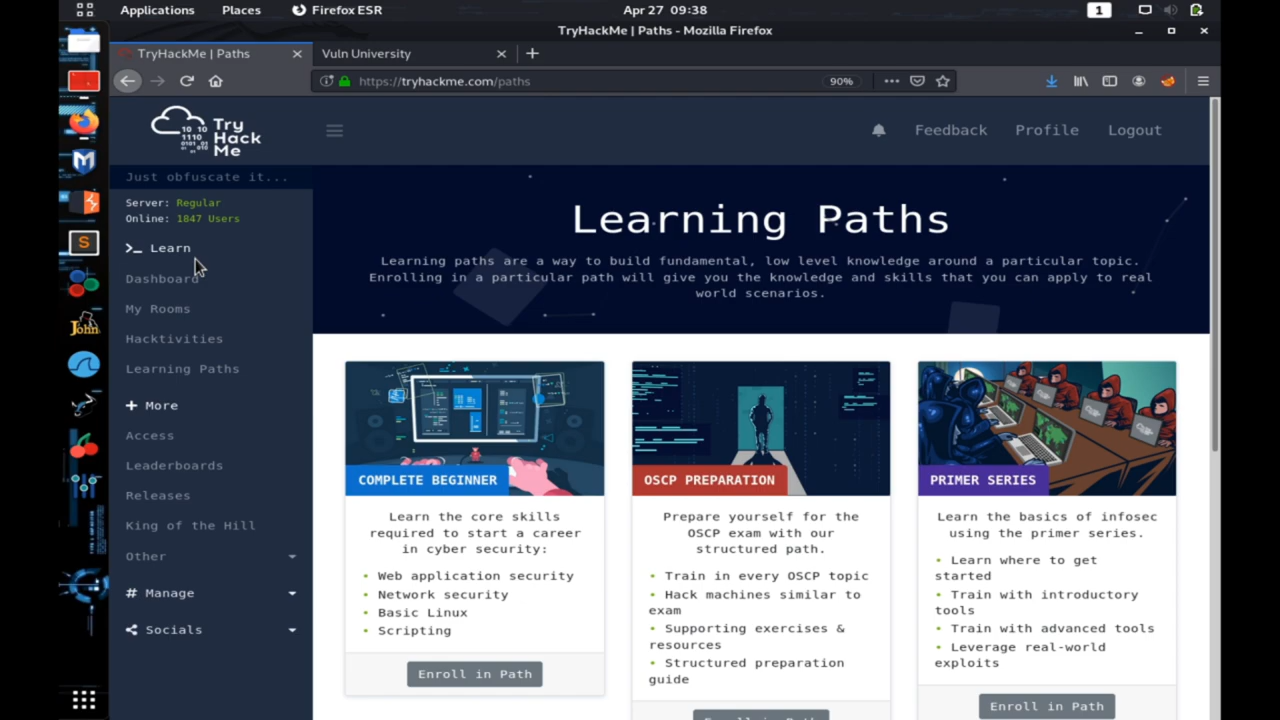 Applications Places Firefox ESR Apr 27 09:38 1
TryHackMe | Paths - Mozilla Firefox
TryHackMe | Paths Vuln University
https://tryhackme.com/paths 90%
Try Hack Me
10 10
1110
Feedback Profile Logout
Just obfuscate it...
Server: Regular
Online: 1847 Users
Learn
Dashboard
My Rooms
Hacktivities
Learning Paths
More
Access
Leaderboards
Releases
King of the Hill
Other
# Manage
Socials
Learning Paths
Learning paths are a way to build fundamental, low level knowledge around a particular topic.
Enrolling in a particular path will give you the knowledge and skills that you can apply to real
world scenarios.
COMPLETE BEGINNER
Learn the core skills
required to start a career
in cyber security:
• Web application security
• Network security
• Basic Linux
• Scripting
Enroll in Path
OSCP PREPARATION
Prepare yourself for the
OSCP exam with our
structured path.
• Train in every OSCP topic
• Hack machines similar to
exam
• Supporting exercises &
resources
• Structured preparation
guide
Enroll in Path
PRIMER SERIES
Learn the basics of infosec
using the primer series.
• Learn where to get
started
• Train with introductory
tools
• Train with advanced tools
• Leverage real-world
exploits
Enroll in Path
John
S